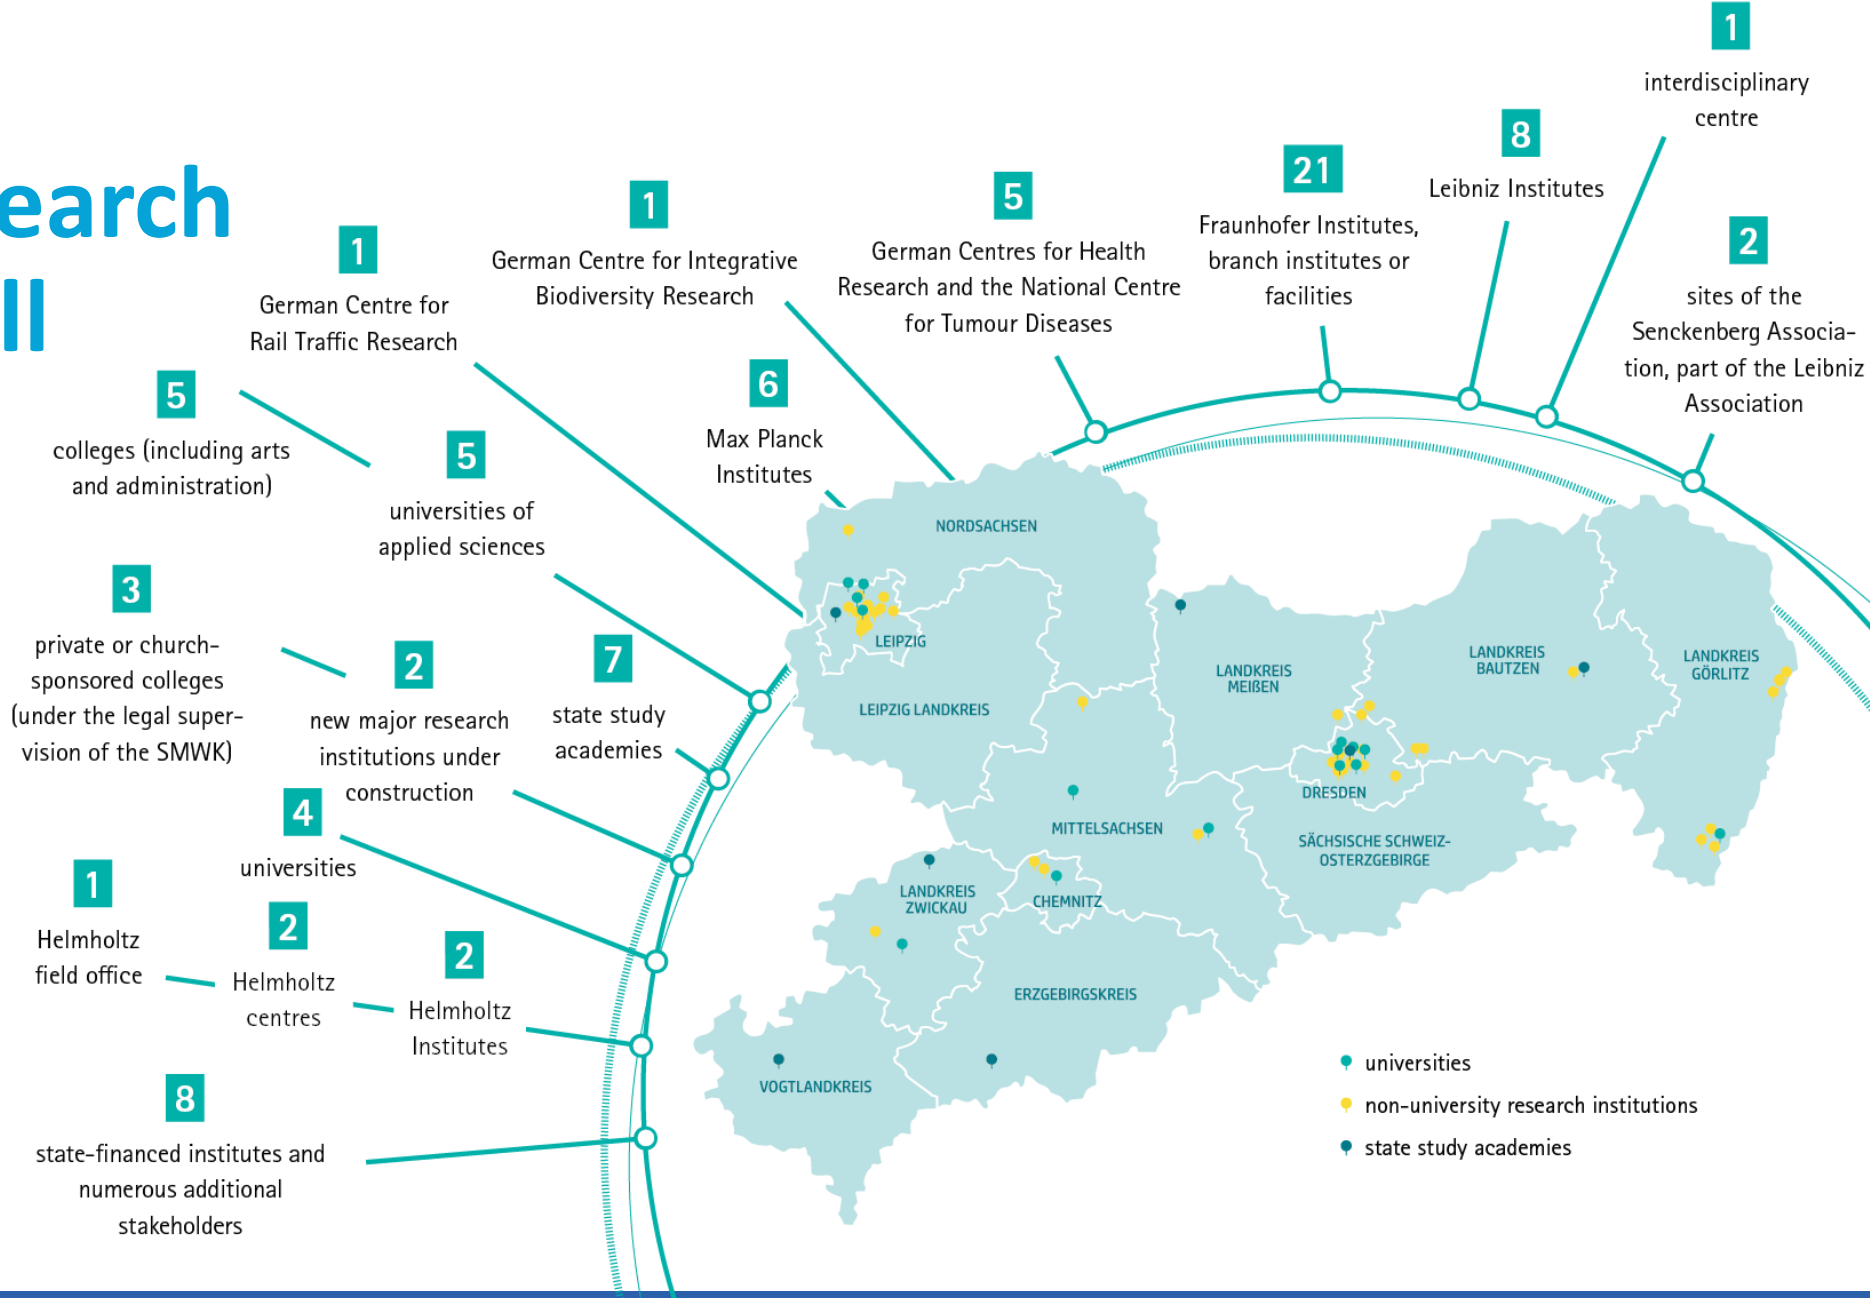 earch
ll
1
interdisciplinary
centre
8
Leibniz Institutes
21
Fraunhofer Institutes,
branch institutes or
facilities
2
sites of the
Senckenberg Associa-
tion, part of the Leibniz
Association
5
German Centres for Health
Research and the National Centre
for Tumour Diseases
1
German Centre for Integrative
Biodiversity Research
1
German Centre for
Rail Traffic Research
6
Max Planck
Institutes
5
colleges (including arts
and administration)
5
universities of
applied sciences
3
private or church-
sponsored colleges
(under the legal super-
vision of the SMWK)
2
new major research
institutions under
construction
7
state study
academies
4
universities
1
Helmholtz
field office
2
Helmholtz
centres
2
Helmholtz
Institutes
8
state-financed institutes and
numerous additional
stakeholders
NORDSACHSEN
LEIPZIG
LEIPZIG LANDKREIS
LANDKREIS
MEIßEN
LANDKREIS
BAUTZEN
LANDKREIS
GÖRLITZ
DRESDEN
MITTELSACHSEN
SÄCHSISCHE SCHWEIZ-
OSTERZGEBIRGE
LANDKREIS
ZWICKAU
CHEMNITZ
ERZGEBIRGSKREIS
VOGTLANDKREIS
universities
non-university research institutions
state study academies